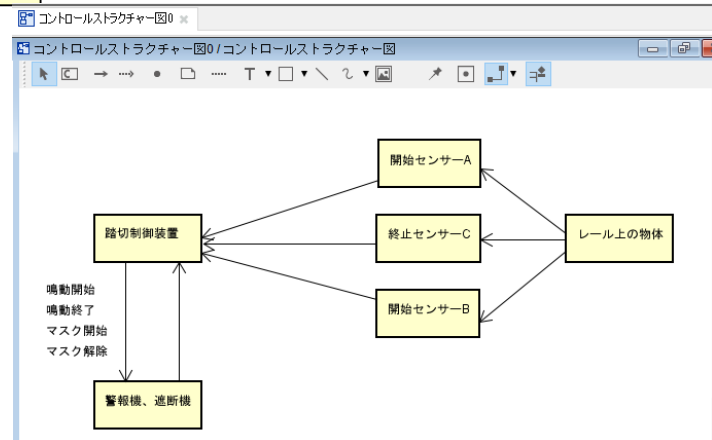 コントロールストラクチャー図0
コントロールストラクチャー図0/コントロールストラクチャー図
開始センサーA
踏切制御装置
終止センサーC
レール上の物体
鳴動開始
鳴動終了
マスク開始
マスク解除
開始センサーB
警報機、遮断機